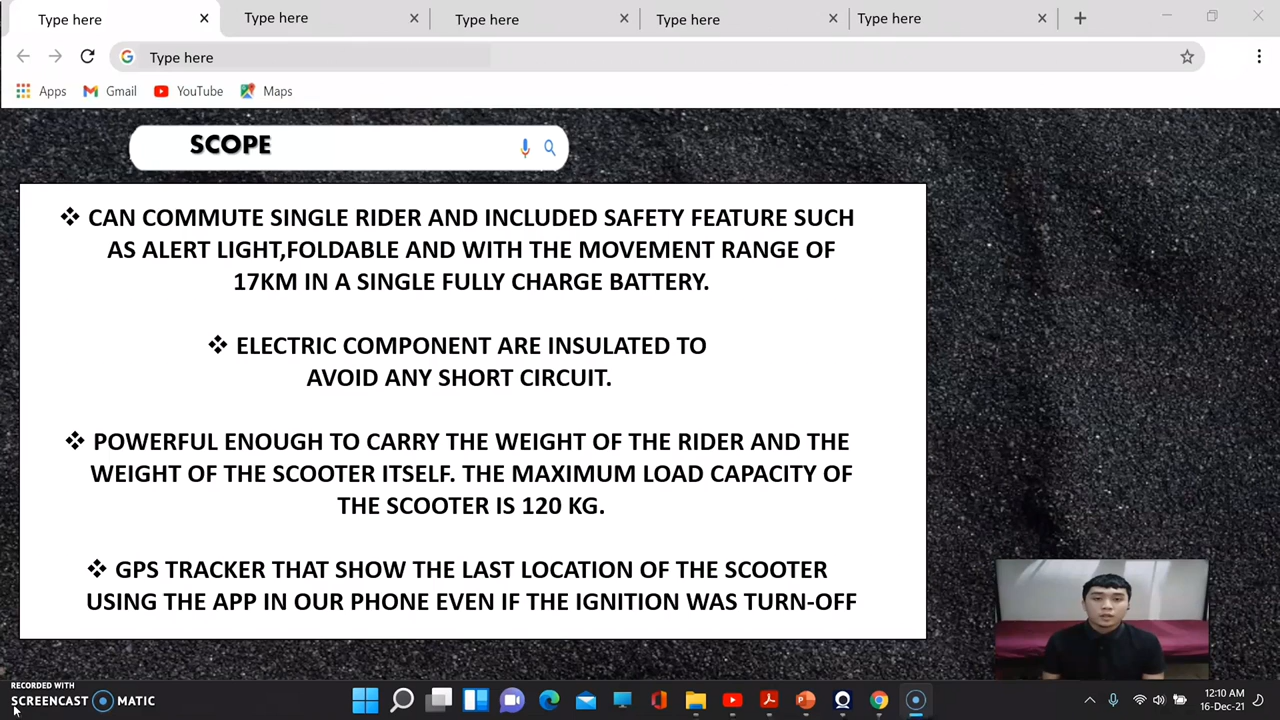 Type here
Type here
Type here
Type here
Type here
Type here
Apps
Gmail
YouTube
Maps
SCOPE
❖ CAN COMMUTE SINGLE RIDER AND INCLUDED SAFETY FEATURE SUCH
AS ALERT LIGHT,FOLDABLE AND WITH THE MOVEMENT RANGE OF
17KM IN A SINGLE FULLY CHARGE BATTERY.
❖ ELECTRIC COMPONENT ARE INSULATED TO
AVOID ANY SHORT CIRCUIT.
❖ POWERFUL ENOUGH TO CARRY THE WEIGHT OF THE RIDER AND THE
WEIGHT OF THE SCOOTER ITSELF. THE MAXIMUM LOAD CAPACITY OF
THE SCOOTER IS 120 KG.
❖ GPS TRACKER THAT SHOW THE LAST LOCATION OF THE SCOOTER
USING THE APP IN OUR PHONE EVEN IF THE IGNITION WAS TURN-OFF
RECORDED WITH
SCREENCAST MATIC
12:10 AM
16-Dec-21